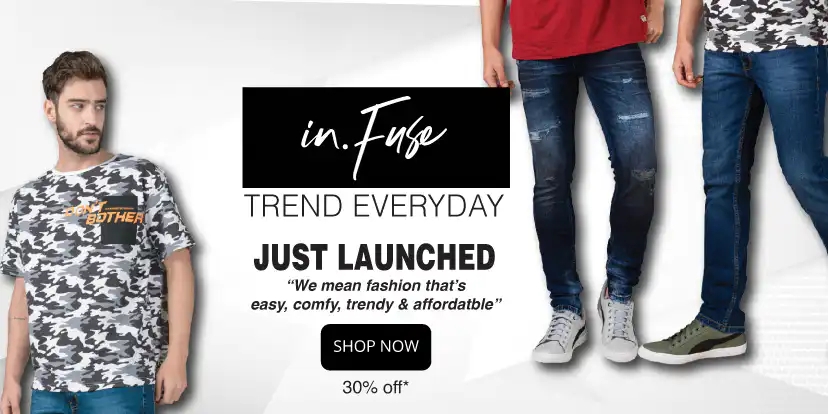 in.Fuse
TREND EVERYDAY
JUST LAUNCHED
“We mean fashion that’s
easy, comfy, trendy & affordatble”
SHOP NOW
30% off*
DON'T
BOTHER